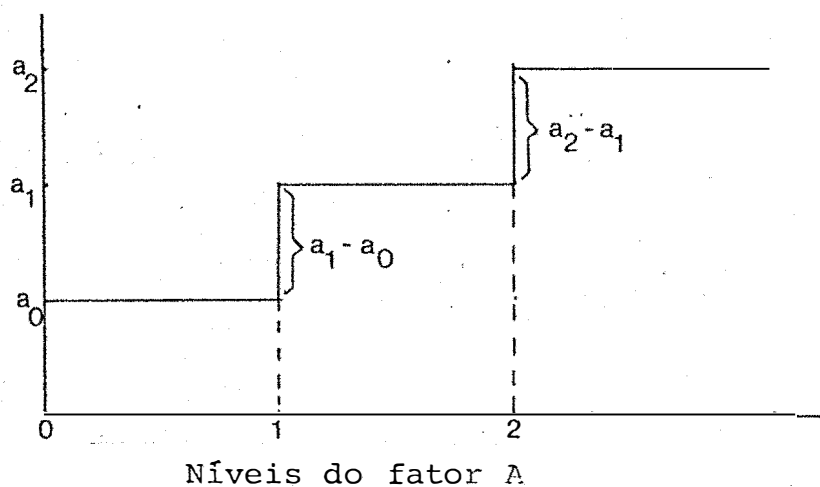 a₂
a₂ - a₁
a₁
a₁ - a₀
a₀
0 1 2
Níveis do fator A